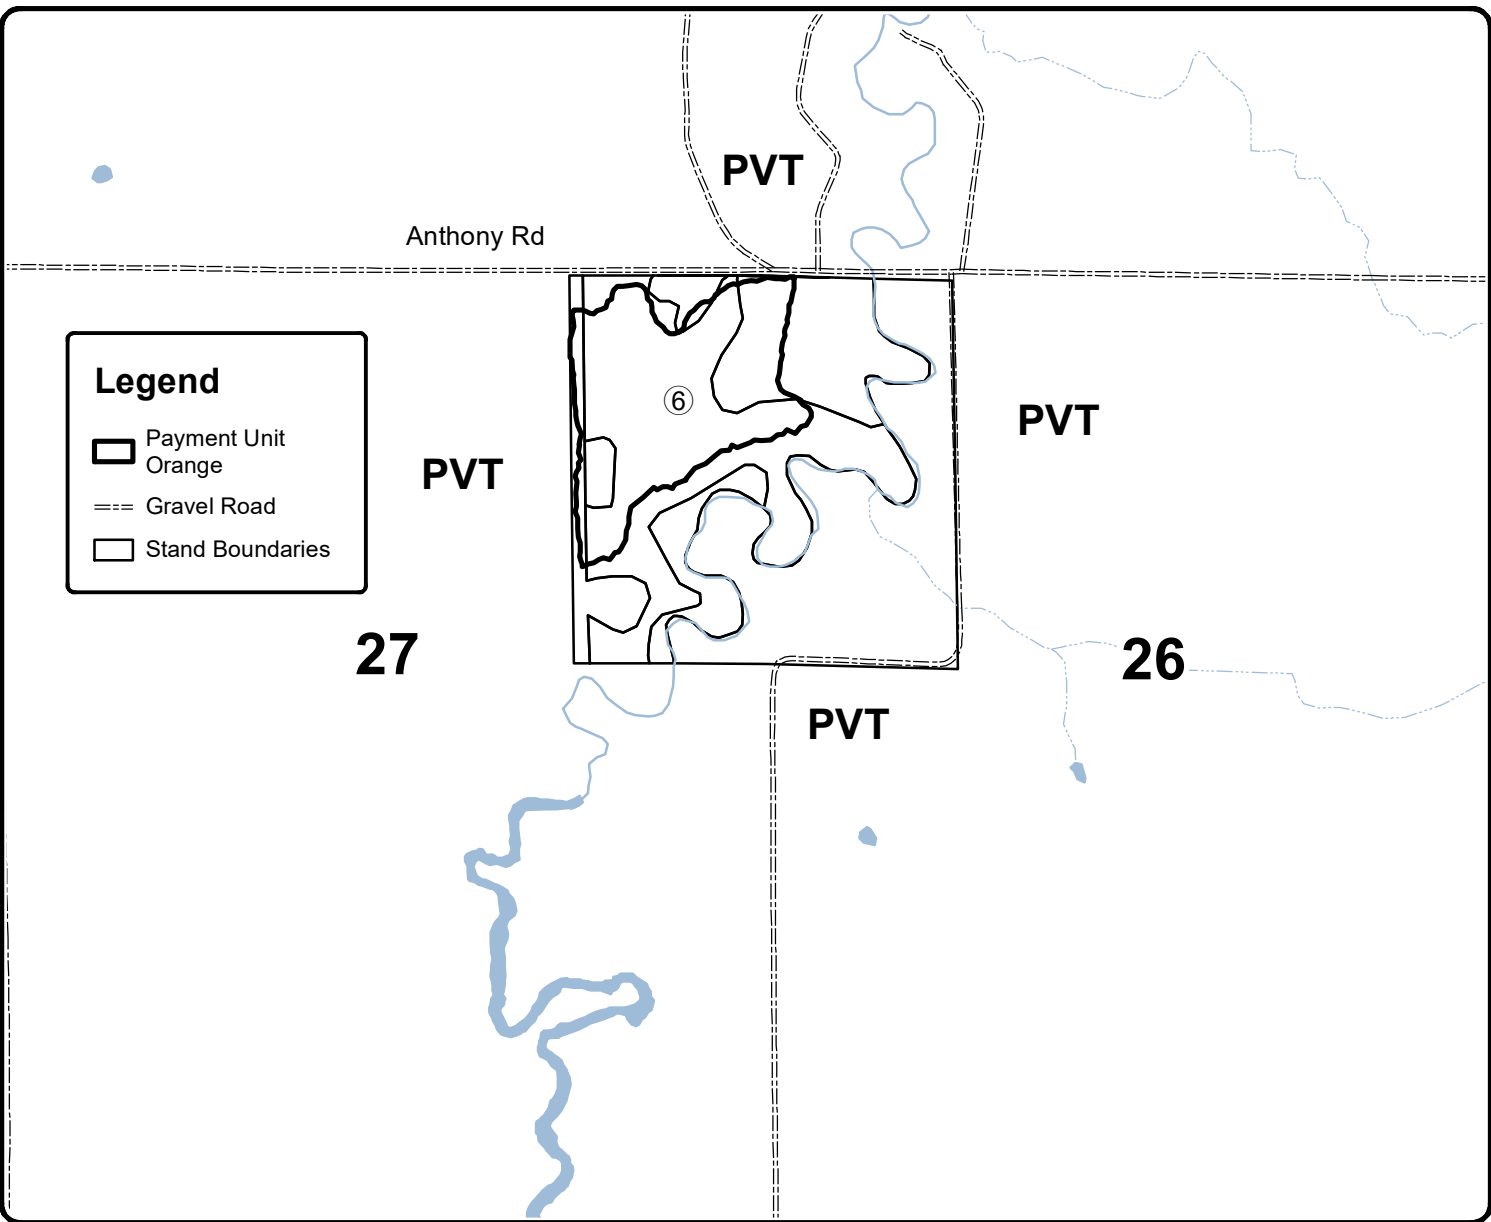 PVT
Anthony Rd
Legend
Payment Unit
Orange
Gravel Road
Stand Boundaries
6
PVT
PVT
27
26
PVT